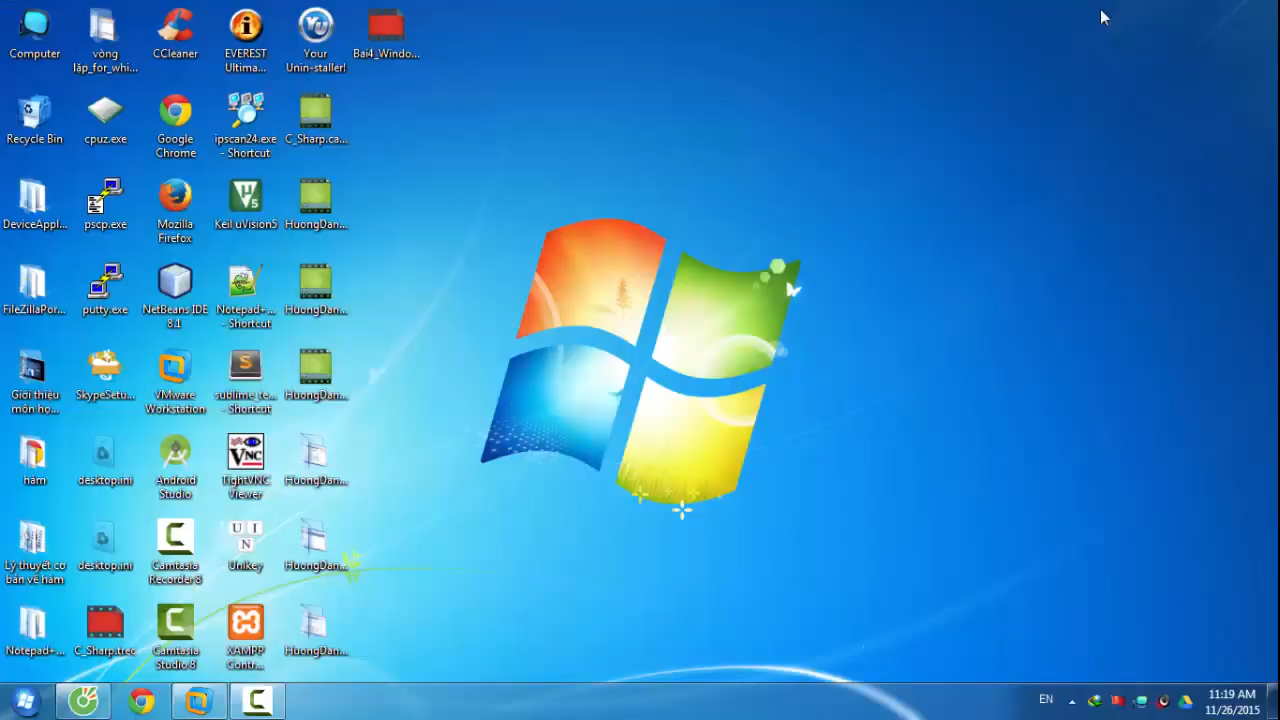 Computer
vòng
lặp_for_whi...
CCleaner
EVEREST
Ultima...
Your
Unin-staller!
Bai4_Windo...
Recycle Bin
cpuz.exe
Google
Chrome
ipscan24.exe
- Shortcut
C_Sharp.ca...
DeviceAppl...
pscp.exe
Mozilla
Firefox
Keil uVision5
HuongDan...
FileZillaPor...
putty.exe
NetBeans IDE
8.1
Notepad+...
- Shortcut
HuongDan...
Giới thiệu
môn họ...
SkypeSetu...
VMware
Workstation
sublime_te...
- Shortcut
HuongDan...
hàm
desktop.ini
Android
Studio
VNC
TightVNC
Viewer
HuongDan...
Lý thuyết cơ
bản về hàm
desktop.ini
Camtasia
Recorder 8
U I
N
Unikey
HuongDan...
Notepad+...
C_Sharp.trec
Camtasia
Studio 8
XAMPP
Contr...
HuongDan...
EN
11:19 AM
11/26/2015